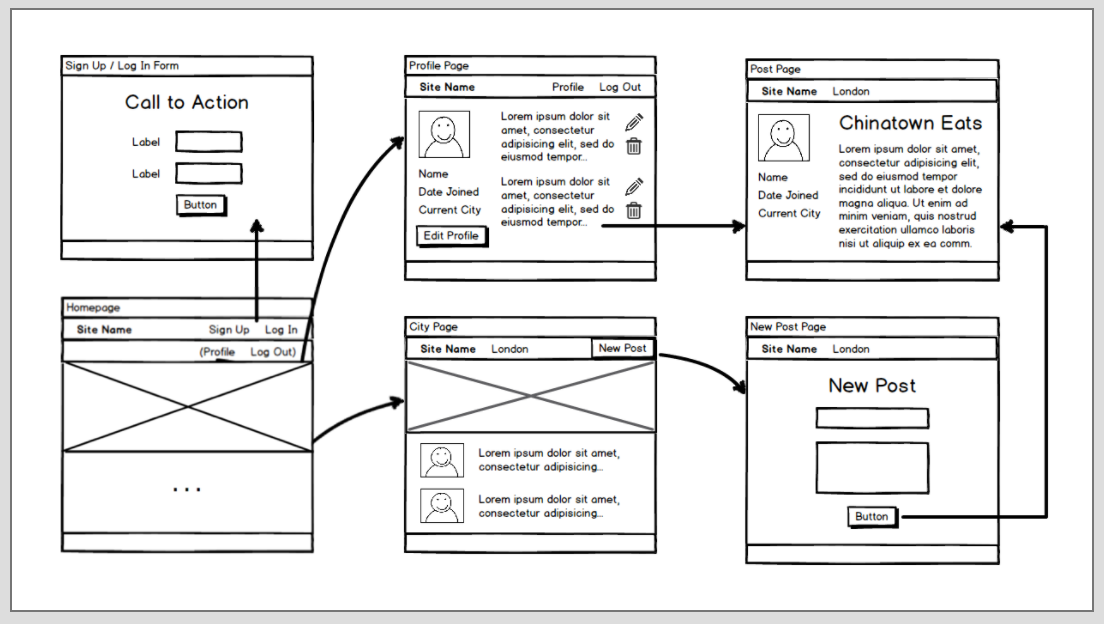 Sign Up / Log In Form
Call to Action
Label
Label
Button
Profile Page
Site Name Profile Log Out
Lorem ipsum dolor sit
amet, consectetur
adipisicing elit, sed do
eiusmod tempor...
Name
Date Joined
Current City
Edit Profile
Lorem ipsum dolor sit
amet, consectetur
adipisicing elit, sed do
eiusmod tempor...
Post Page
Site Name London
Chinatown Eats
Name
Date Joined
Current City
Lorem ipsum dolor sit amet,
consectetur adipisicing elit,
sed do eiusmod tempor
incididunt ut labore et dolore
magna aliqua. Ut enim ad
minim veniam, quis nostrud
exercitation ullamco laboris
nisi ut aliquip ex ea comm.
Homepage
Site Name Sign Up Log In
(Profile Log Out)
...
City Page
Site Name London New Post
Lorem ipsum dolor sit amet,
consectetur adipisicing...
Lorem ipsum dolor sit amet,
consectetur adipisicing...
New Post Page
Site Name London
New Post
Button